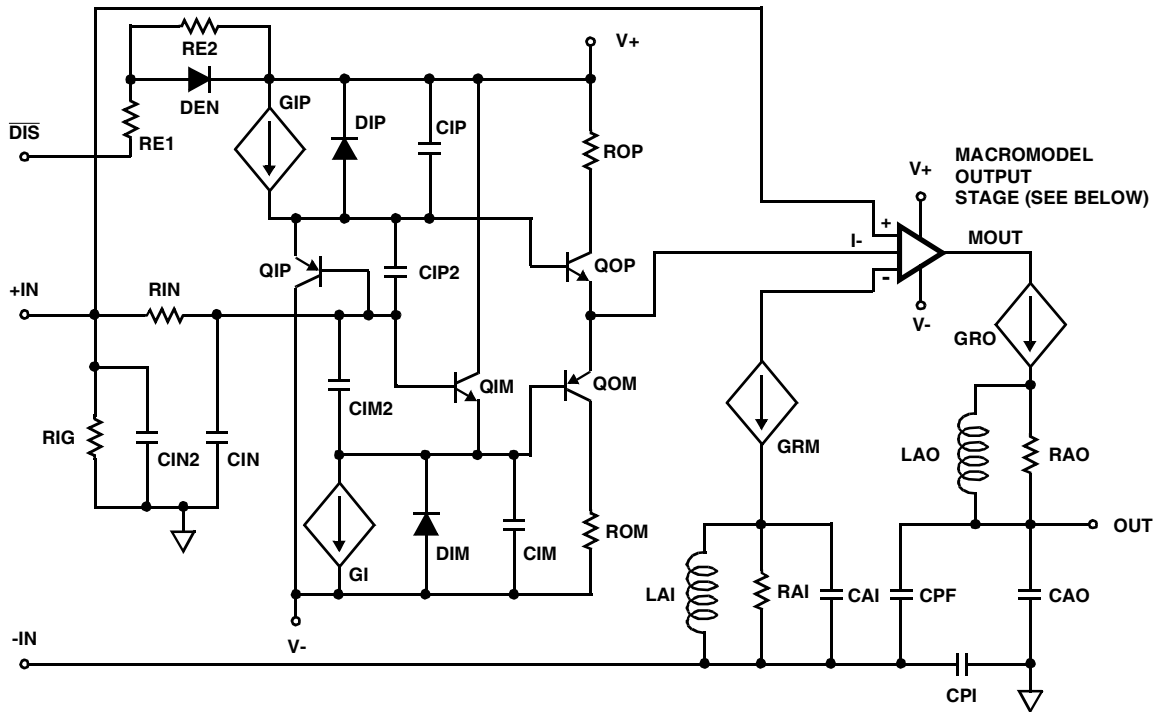 RE2
V+
DEN
GIP
DIP
CIP
DIS
RE1
ROP
V+
MACROMODEL
OUTPUT
STAGE (SEE BELOW)
+
I-
-
MOUT
QIP
CIP2
QOP
+IN
RIN
V-
GRO
QIM
QOM
CIM2
RIG
CIN2
CIN
GRM
LAO
RAO
GI
DIM
CIM
ROM
OUT
LAI
RAI
CAI
CPF
CAO
-IN
V-
CPI